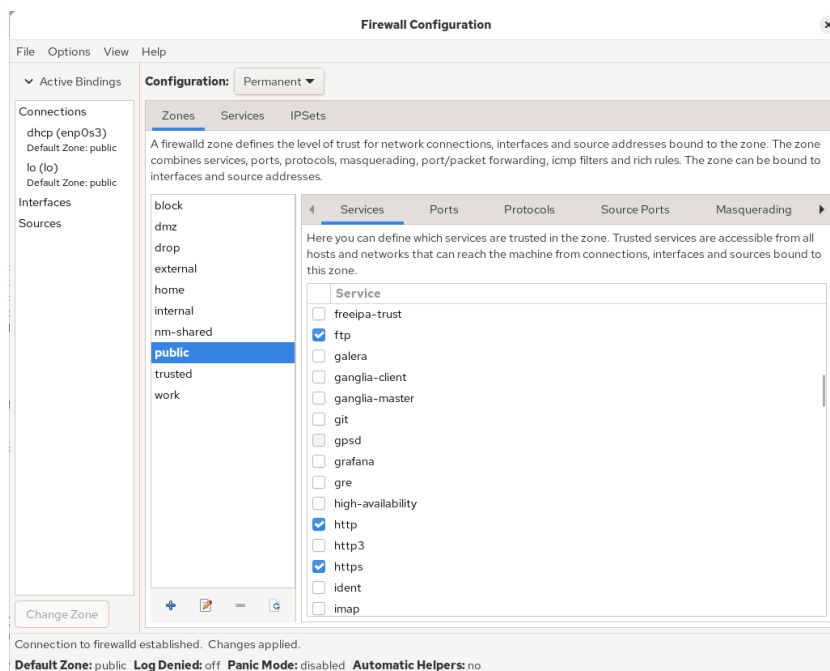 Firewall Configuration
File Options View Help
Active Bindings
Configuration: Permanent
Connections
dhcp (enp0s3)
Default Zone: public
lo (lo)
Default Zone: public
Interfaces
Sources
Change Zone
Zones Services IPSets
A firewalld zone defines the level of trust for network connections, interfaces and source addresses bound to the zone. The zone
combines services, ports, protocols, masquerading, port/packet forwarding, icmp filters and rich rules. The zone can be bound to
interfaces and source addresses.
block
dmz
drop
external
home
internal
nm-shared
public
trusted
work
Services Ports Protocols Source Ports Masquerading
Here you can define which services are trusted in the zone. Trusted services are accessible from all
hosts and networks that can reach the machine from connections, interfaces and sources bound to
this zone.
Service
freeipa-trust
ftp
galera
ganglia-client
ganglia-master
git
gpsd
grafana
gre
high-availability
http
http3
https
ident
imap
Connection to firewalld established. Changes applied.
Default Zone: public Log Denied: off Panic Mode: disabled Automatic Helpers: no